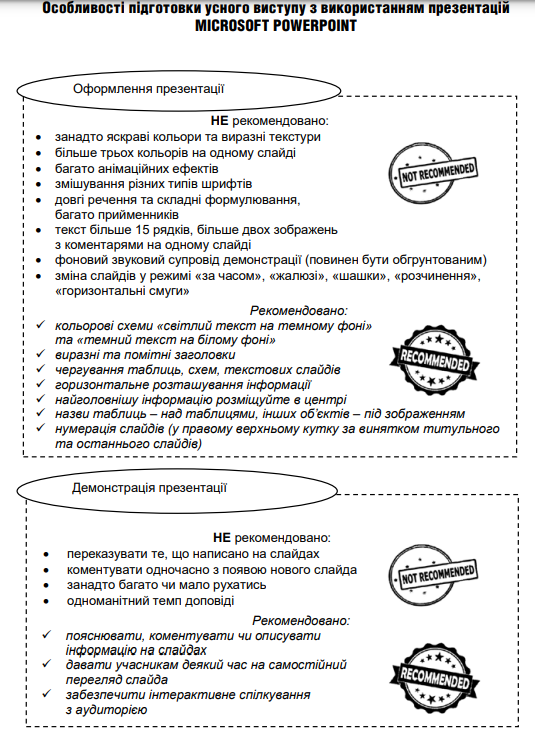 Особливості підготовки усного виступу з використанням презентацій
MICROSOFT POWERPOINT
Оформлення презентації
НЕ рекомендовано:
• занадто яскраві кольори та виразні текстури
• більше трьох кольорів на одному слайді
• багато анімаційних ефектів
• змішування різних типів шрифтів
• довгі речення та складні формулювання,
багато прийменників
• текст більше 15 рядків, більше двох зображень
з коментарями на одному слайді
• фоновий звуковий супровід демонстрації (повинен бути обгрунтованим)
• зміна слайдів у режимі «за часом», «жалюзі», «шашки», «розчинення»,
«горизонтальні смуги»
NOT RECOMMENDED
Рекомендовано:
✓ кольорові схеми «світлий текст на темному фоні»
та «темний текст на білому фоні»
✓ виразні та помітні заголовки
✓ чергування таблиць, схем, текстових слайдів
✓ горизонтальне розташування інформації
✓ найголовнішу інформацію розміщуйте в центрі
✓ назви таблиць – над таблицями, інших об’єктів – під зображенням
✓ нумерація слайдів (у правому верхньому кутку за винятком титульного
та останнього слайдів)
RECOMMENDED
Демонстрація презентації
НЕ рекомендовано:
• переказувати те, що написано на слайдах
• коментувати одночасно з появою нового слайда
• занадто багато чи мало рухатись
• одноманітний темп доповіді
NOT RECOMMENDED
Рекомендовано:
✓ пояснювати, коментувати чи описувати
інформацію на слайдах
✓ давати учасникам деякий час на самостійний
перегляд слайда
✓ забезпечити інтерактивне спілкування
з аудиторією
RECOMMENDED